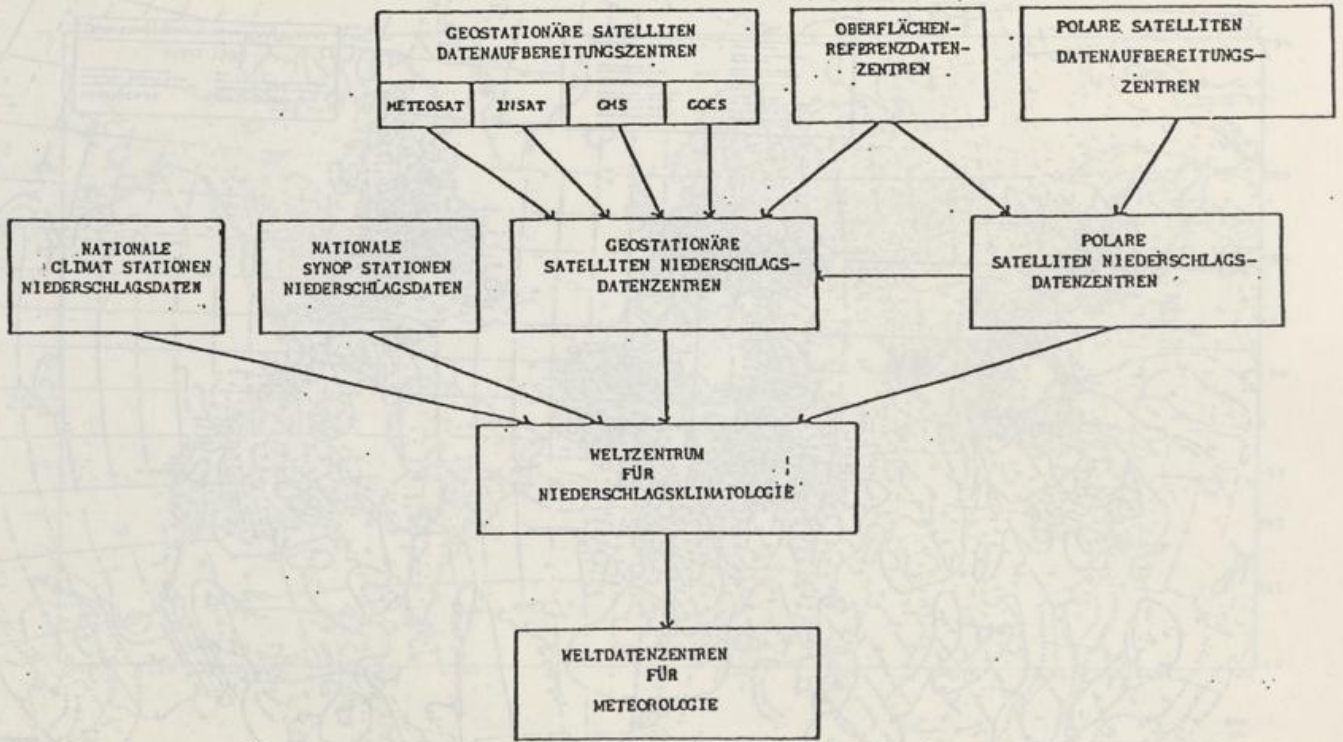 GEOSTATIONÄRE SATELLITEN
DATENAUFBEREITUNGSZENTREN
METEOSAT
INSAT
GMS
GOES
OBERFLÄCHEN-
REFERENZDATEN-
ZENTREN
POLARE SATELLITEN
DATENAUFBEREITUNGS-
ZENTREN
NATIONALE
CLIMAT STATIONEN
NIEDERSCHLAGSDATEN
NATIONALE
SYNOP STATIONEN
NIEDERSCHLAGSDATEN
GEOSTATIONÄRE
SATELLITEN NIEDERSCHLAGS-
DATENZENTREN
POLARE
SATELLITEN NIEDERSCHLAGS-
DATENZENTREN
WELTZENTRUM
FÜR
NIEDERSCHLAGSKLIMATOLOGIE
WELTDATENZENTREN
FÜR
METEOROLOGIE